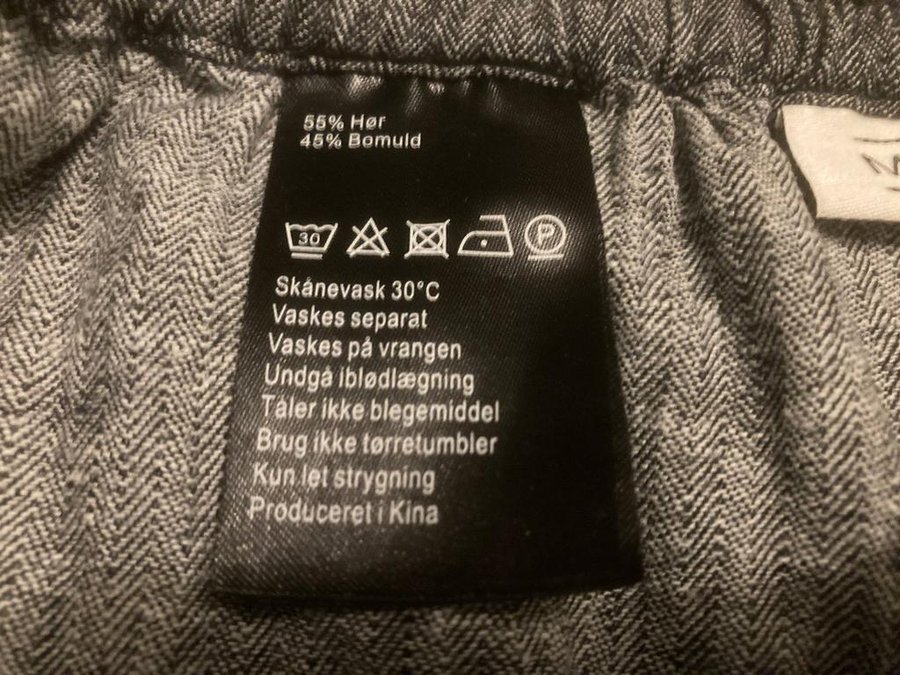 55% Hør
45% Bomuld
30
P
Skånevask 30°C
Vaskes separat
Vaskes på vrangen
Undgå iblødlægning
Tåler ikke blegemiddel
Brug ikke tørretumbler
Kun let strygning
Produceret i Kina